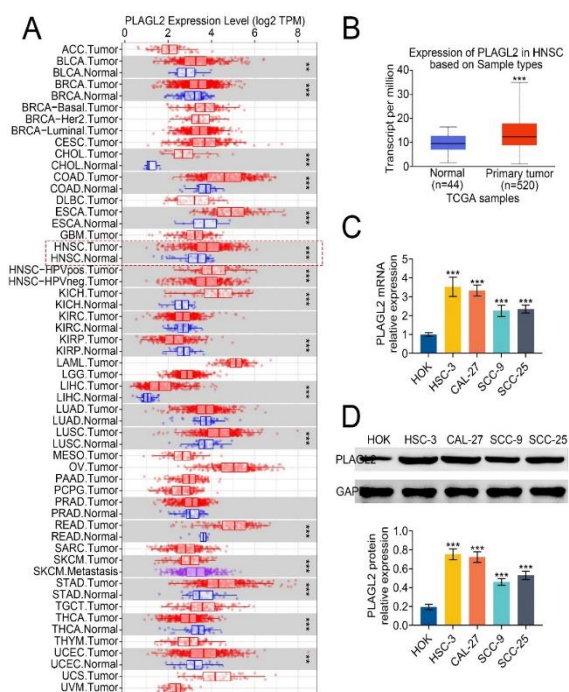 A
PLAGL2 Expression Level (log2 TPM)
0 2 4 6 8
ACC.Tumor
BLCA.Tumor
BLCA.Normal
**
BRCA.Tumor
BRCA.Normal
***
BRCA-Basal.Tumor
BRCA-Her2.Tumor
BRCA-Luminal.Tumor
CESC.Tumor
CHOL.Tumor
CHOL.Normal
***
COAD.Tumor
COAD.Normal
***
DLBC.Tumor
ESCA.Tumor
ESCA.Normal
***
GBM.Tumor
HNSC.Tumor
HNSC.Normal
***
HNSC-HPVpos.Tumor
HNSC-HPVneg.Tumor
***
KICH.Tumor
KICH.Normal
***
KIRC.Tumor
KIRC.Normal
KIRP.Tumor
KIRP.Normal
***
LAML.Tumor
LGG.Tumor
LIHC.Tumor
LIHC.Normal
***
LUAD.Tumor
LUAD.Normal
LUSC.Tumor
LUSC.Normal
***
MESO.Tumor
OV.Tumor
PAAD.Tumor
PCPG.Tumor
PRAD.Tumor
PRAD.Normal
READ.Tumor
READ.Normal
***
SARC.Tumor
SKCM.Tumor
SKCM.Metastasis
***
STAD.Tumor
STAD.Normal
***
TGCT.Tumor
THCA.Tumor
THCA.Normal
***
THYM.Tumor
UCEC.Tumor
UCEC.Normal
**
UCS.Tumor
UVM.Tumor
B
Expression of PLAGL2 in HNSC
based on Sample types
Transcript per million
40
30
20
10
0
***
Normal
(n=44)
Primary tumor
(n=520)
TCGA samples
C
PLAGL2 mRNA
relative expression
5
4
3
2
1
0
*** *** *** ***
HOK HSC-3 CAL-27 SCC-9 SCC-25
D
HOK HSC-3 CAL-27 SCC-9 SCC-25
PLAGL2
GAP
PLAGL2 protein
relative expression
1.0
0.8
0.6
0.4
0.2
0.0
*** *** *** ***
HOK HSC-3 CAL-27 SCC-9 SCC-25